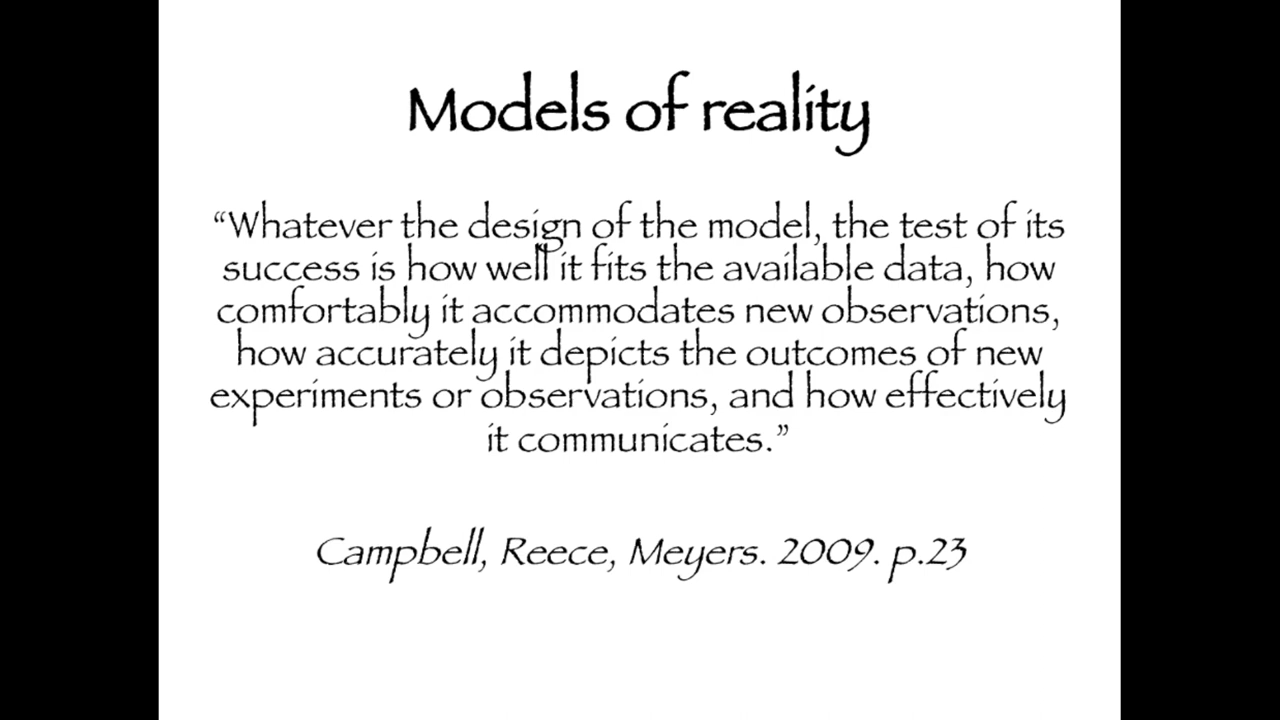 Models of reality
“Whatever the design of the model, the test of its
success is how well it fits the available data, how
comfortably it accommodates new observations,
how accurately it depicts the outcomes of new
experiments or observations, and how effectively
it communicates.”
Campbell, Reece, Meyers. 2009. p.23